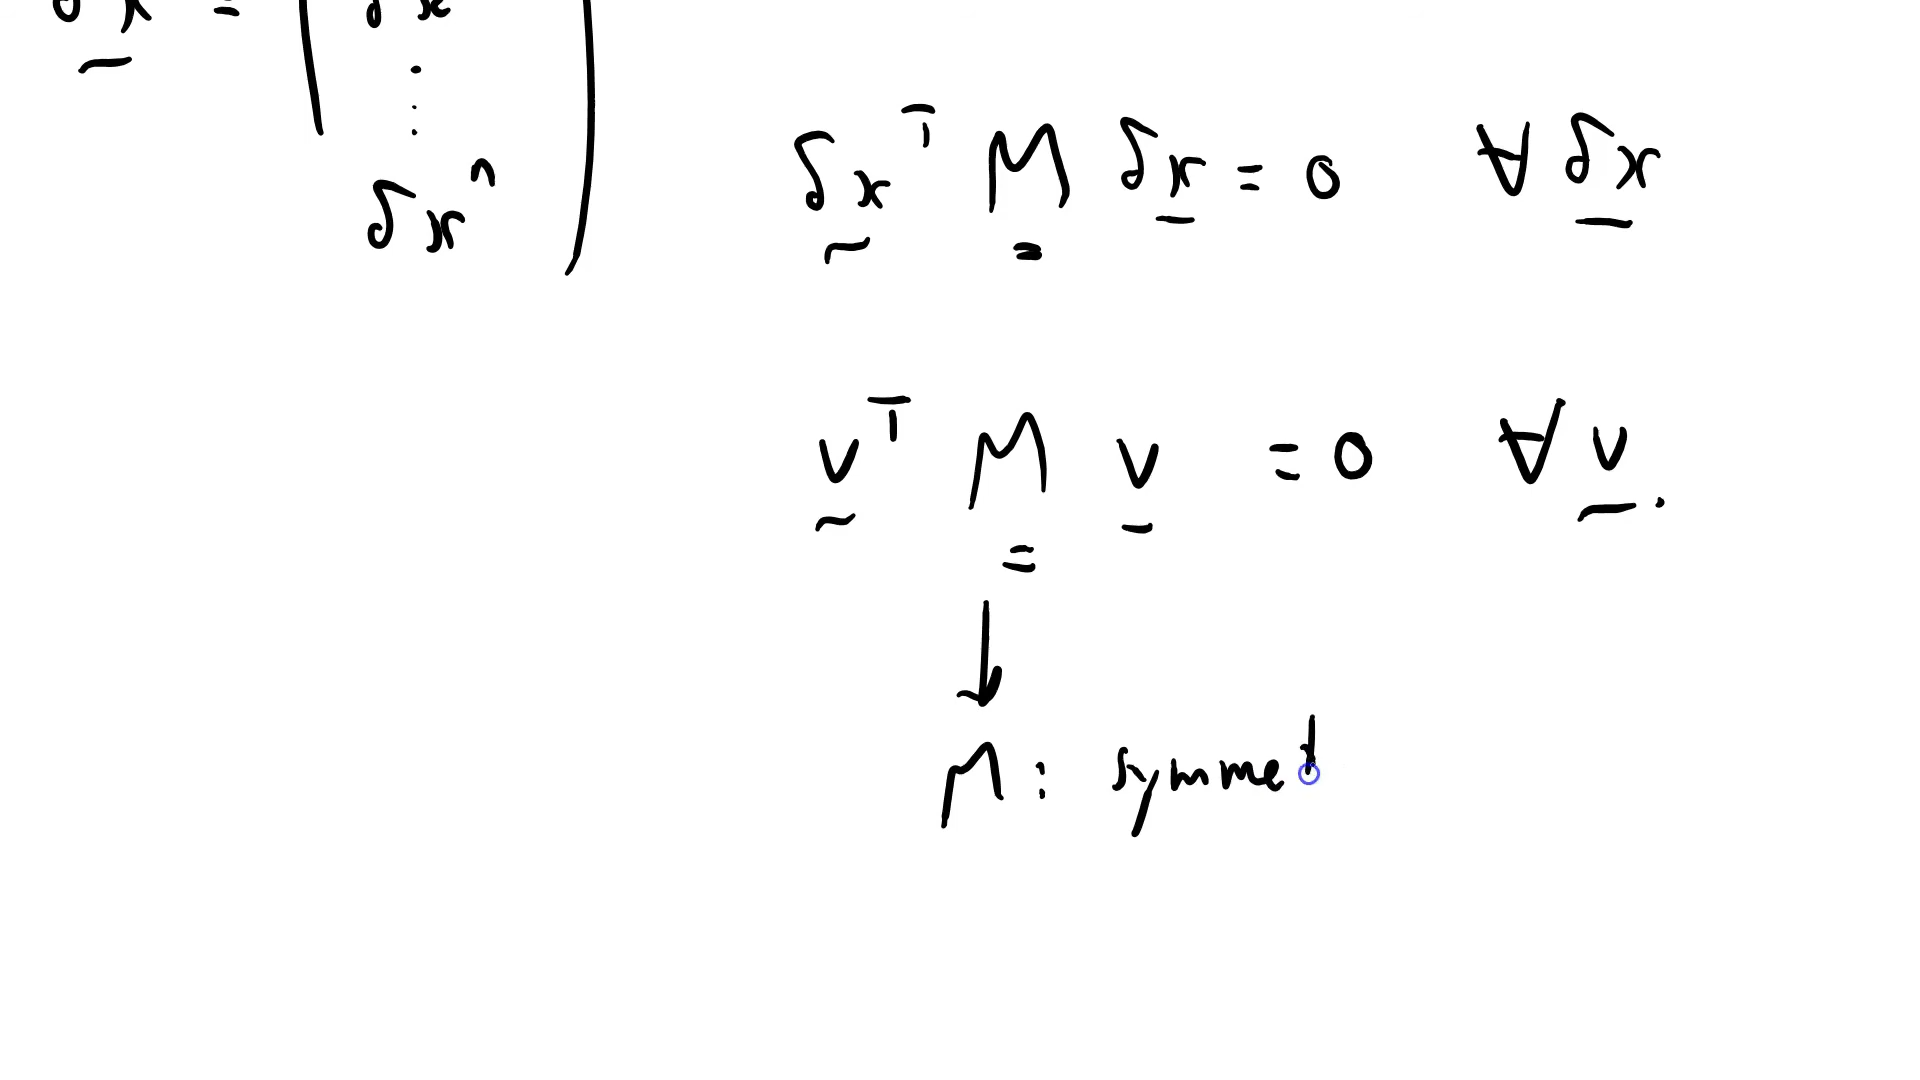 δx = ( δx
⋮
δxⁿ )
δxᵀ M δx = 0 ∀ δx
vᵀ M v = 0 ∀ v.
↓
M: symmet